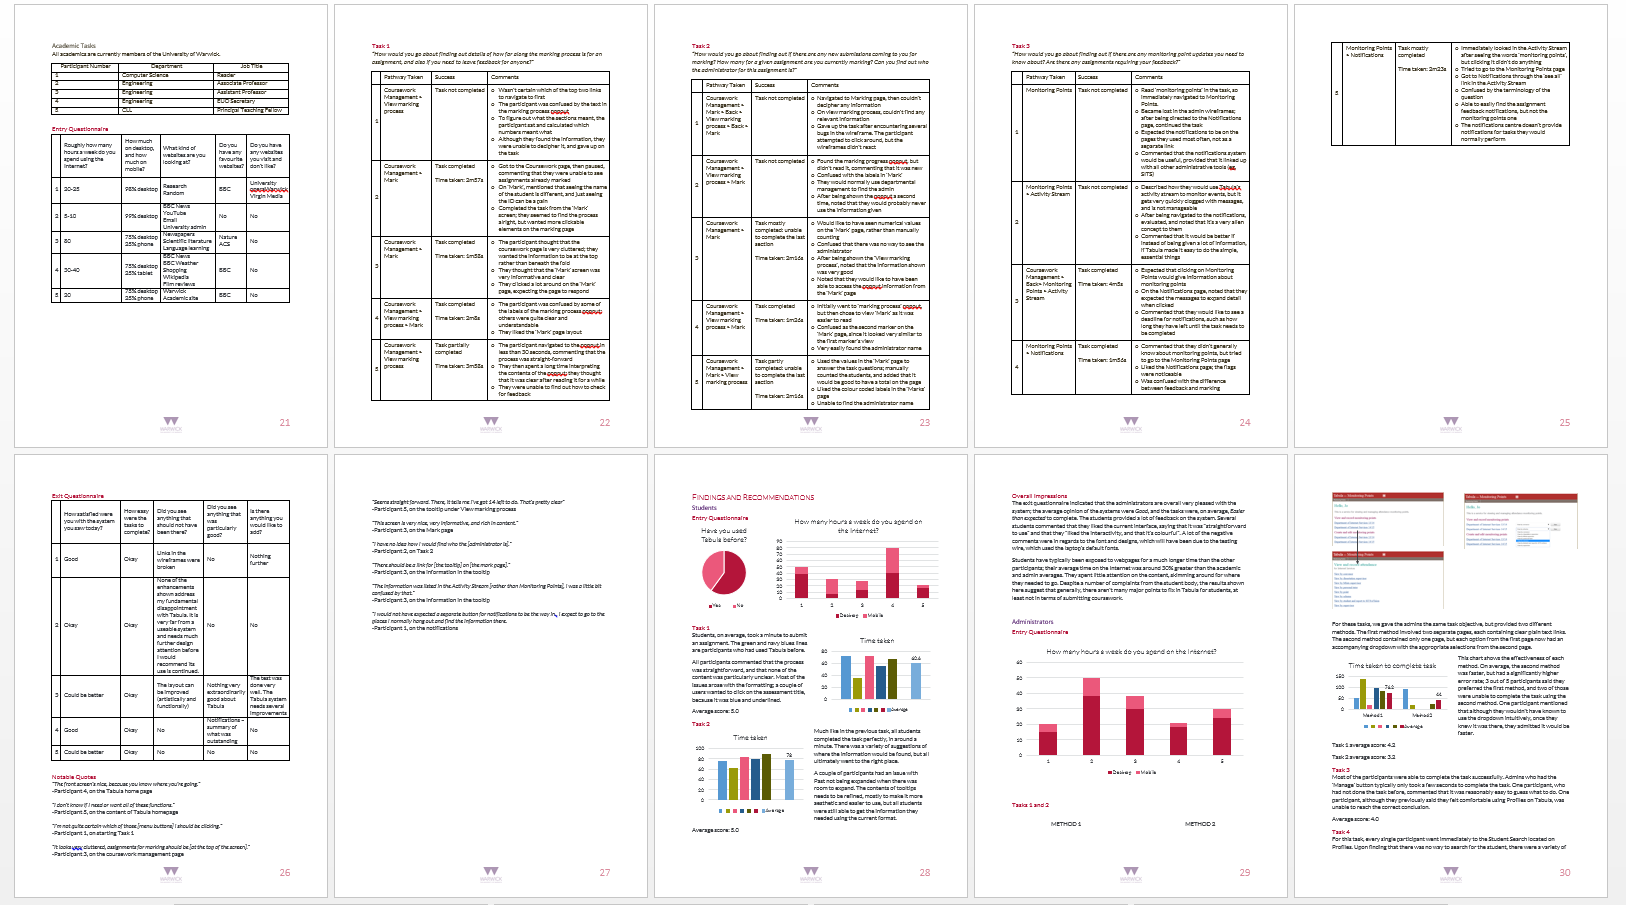 Academic Tasks
All academics are currently members of the University of Warwick.
Participant Number Department Job Title
1 Computer Science Reader
2 Engineering Associate Professor
3 Engineering Assistant Professor
4 Engineering EUO Secretary
5 CLL Principal Teaching Fellow
Entry Questionnaire
Roughly how many hours a week do you spend using the internet?
How much on desktop, and how much on mobile?
What kind of websites are you looking at?
Do you have any favourite websites?
Do you have any websites you visit and don't like?
1 20-25 98% desktop Research Random BBC University Virgin Media
2 5-10 99% desktop BBC News YouTube Email University admin No No
3 80 75% desktop 25% phone Newspapers Scientific literature Language learning Nature ACS No
4 30-40 75% desktop 25% tablet BBC News BBC Weather Shopping Wikipedia Film reviews BBC No
5 20 75% desktop 25% phone Warwick Academic site BBC No
WARWICK
21
Task 1
"How would you go about finding out details of how far along the marking process is for an
assignment, and also if you need to leave feedback for anyone?"
Pathway Taken Success Comments
1
Coursework Management > View marking process
Task not completed
o Wasn't certain which of the top two links to navigate to first
o The participant was confused by the text in the marking process popout
o To figure out what the sections meant, the participant sat and calculated which numbers meant what
o Although they found the information, they were unable to decipher it, and gave up on the task
2
Coursework Management > Mark
Task completed
Time taken: 2m57s
o Got to the Coursework page, then paused, commenting that they were unable to see assignments already marked
o On 'Mark', mentioned that seeing the name of the student is different, and just seeing the ID can be a pain
o Completed the task from the 'Mark' screen; they seemed to find the process alright, but wanted more clickable elements on the marking page
3
Coursework Management > Mark
Task completed
Time taken: 1m58s
o The participant thought that the coursework page is very cluttered; they wanted the information to be at the top rather than beneath the fold
o They thought that the 'Mark' screen was very informative and clear
o They clicked a lot around on the 'Mark' page, expecting the page to respond
4
Coursework Management > View marking process > Mark
Task completed
Time taken: 2m8s
o The participant was confused by some of the labels of the marking process popout; others were quite clear and understandable
o They liked the 'Mark' page layout
5
Coursework Management > View marking process
Task partially completed
Time taken: 3m58s
o The participant navigated to the popout in less than 30 seconds, commenting that the process was straight-forward
o They then spent a long time interpreting the contents of the popout; they thought that it was clear after reading it for a while
o They were unable to find out how to check for feedback
WARWICK
22
Task 2
"How would you go about finding out if there are any new submissions coming to you for
marking? How many for a given assignment are you currently marking? Can you find out who
the administrator for this assignment is?"
Pathway Taken Success Comments
1
Coursework Management > Mark > Back > View marking process > Back > Mark
Task not completed
o Navigated to Marking page, then couldn't decipher any information
o On view marking process, couldn't find any relevant information
o Gave up the task after encountering several bugs in the wireframe. The participant attempted to click around, but the wireframes didn't react
2
Coursework Management > Mark
Task not completed
o Found the marking progress popout, but didn't need it, commenting that it was new
o Confused with the labels in 'Mark'
o They would normally use departmental management to find the admin
o After being shown the popout a second time, noted that they would probably never use the information given
3
Coursework Management > Mark
Task mostly completed: unable to complete the last section
Time taken: 2m16s
o Would like to have seen numerical values on the 'Mark' page, rather than manually counting
o Confused that there was no way to see the administrator
o After being shown the 'View marking process', noted that the information shown was very good
o Noted that they would like to have been able to access the popout information from the 'Mark' page
4
Coursework Management > View marking process > Mark
Task completed
Time taken: 1m26s
o Initially went to 'marking process' popout, but then chose to view 'Mark' as it was easier to read
o Confused as the second marker on the 'Mark' page, since it looked very similar to the first marker's view
o Very easily found the administrator name
5
Coursework Management > Mark > View marking process
Task partly completed: unable to complete the last section
Time taken: 2m16s
o Used the values in the 'Mark' page to answer the task questions; manually counted the students, and added that it would be good to have a total on the page
o Liked the colour coded labels in the 'Marks' page
o Unable to find the administrator name
WARWICK
23
Task 3
"How would you go about finding out if there are any monitoring point updates you need to
know about? Are there any assignments requiring your feedback?"
Pathway Taken Success Comments
1
Monitoring Points
Task not completed
o Read 'monitoring points' in the task, so immediately navigated to Monitoring Points.
o Became lost in the admin wireframes; after being directed to the Notifications page, continued the task
o Expected the notifications to be on the pages they used most often, not as a separate link
o Commented that the notifications system would be useful, provided that it linked up with all other administrative tools SITS)
2
Monitoring Points > Activity Stream
Task not completed
o Described how they would use Tabula's activity stream to monitor events, but it gets very quickly clogged with messages, and is not manageable
o After being navigated to the notifications, evaluated, and noted that it's a very alien concept to them
o Commented that it would be better if instead of being given a lot of information, if Tabula made it easy to do the simple, essential things
3
Coursework Management > Back> Monitoring Points > Activity Stream
Task completed
Time taken: 4m5s
o Expected that clicking on Monitoring Points would give information about monitoring points
o On the Notifications page, noted that they expected the messages to expand detail when clicked
o Commented that they would like to see a deadline for notifications, such as how long they have left until the task needs to be completed
4
Monitoring Points > Notifications
Task completed
Time taken: 1m56s
o Commented that they didn't generally know about monitoring points, but tried to go to the Monitoring Points page
o Liked the Notifications page; the flags were noticeable
o Was confused with the difference between feedback and marking
WARWICK
24
5
Monitoring Points > Notifications
Task mostly completed
Time taken: 2m23s
o Immediately looked in the Activity Stream after seeing the words 'monitoring points', but clicking it didn't do anything
o Tried to go to the Monitoring Points page
o Got to Notifications through the 'see all' link in the Activity Stream
o Confused by the terminology of the question
o Able to easily find the assignment feedback notifications, but not the monitoring points one
o The notifications centre doesn't provide notifications for tasks they would normally perform
WARWICK
25
Exit Questionnaire
How satisfied were you with the system you saw today?
How easy were the tasks to complete?
Did you see anything that should not have been there?
Did you see anything that was particularly good?
Is there anything you would like to add?
1 Good Okay Links in the wireframes were broken No Nothing further
2 Okay Okay None of the enhancements shown address my fundamental disappointment with Tabula. It is very far from a useable system and needs much further design attention before I would recommend its use is continued. No No
3 Could be better Okay The layout can be improved (artistically and functionally) Nothing very extraordinarily good about Tabula The test was done very well. The Tabula system needs several improvements
4 Good Okay No Notifications – summary of what was outstanding No
5 Could be better Okay No No No
Notable Quotes
"The front screen's nice, because you know where you're going."
-Participant 4, on the Tabula home page
"I don't know if I need or want all of these functions."
-Participant 5, on the content of Tabula homepage
"I'm not quite certain which of those [menu buttons] I should be clicking."
-Participant 1, on starting Task 1
"It looks very cluttered, assignments for marking should be [at the top of the screen]."
-Participant 3, on the coursework management page
WARWICK
26
"Seems straight forward. There, it tells me I've got 14 left to do. That's pretty clear"
-Participant 5, on the tooltip under View marking process
"This screen is very nice, very informative, and rich in content."
-Participant 3, on the Mark page
"I have no idea how I would find who the [administrator is]."
-Participant 2, on Task 2
"There should be a link for [the tooltip] on [the mark page]."
-Participant 3, on the information in the tooltip
"The information was listed in the Activity Stream [rather than Monitoring Points], I was a little bit
confused by that."
-Participant 3, on the information in the tooltip
"I would not have expected a separate button for notifications to be the way in, I expect to go to the
places I normally hang out and find the information there.
-Participant 1, on the notifications
WARWICK
27
FINDINGS AND RECOMMENDATIONS
Students
Entry Questionnaire
Have you used Tabula before?
Yes No
How many hours a week do you spend on the internet?
90
80
70
60
50
40
30
20
10
0
1 2 3 4 5
Desktop Mobile
Task 1
Students, on average, took a minute to submit
an assignment. The green and navy blues lines
are participants who had used Tabula before.
All participants commented that the process
was straightforward, and that none of the
content was particularly unclear. Most of the
issues arose with the formatting; a couple of
users wanted to click on the assessment title,
because it was blue and underlined.
Average score: 5.0
Time taken
80
60
40
20
0
62.6
Average
Task 2
Time taken
100
80
60
40
20
0
78
Average
Much like in the previous task, all students
completed the task perfectly, in around a
minute. There was a variety of suggestions of
where the information would be found, but all
ultimately went to the right place.
A couple of participants had an issue with
Past not being expanded when there was
room to expand. The contents of tooltips
needs to be refined, mostly to make it more
aesthetic and easier to use, but all students
were still able to get the information they
needed using the current format.
Average score: 5.0
WARWICK
28
Overall Impressions
The exit questionnaire indicated that the administrators are overall very pleased with the
system; the average opinion of the systems were Good, and the tasks were, on average, Easier
than expected to complete. The students provided a lot of feedback on the system. Several
students commented that they liked the current interface, saying that it was "straightforward
to use" and that they "liked the interactivity, and that it's colourful". A lot of the negative
comments were in regards to the fonts and designs, which will have been due to the testing
wire, which used the laptop's default fonts.
Students have typically been exposed to webpages for a much longer time than the other
participants; their average time on the internet was around 30% greater than the academic
and admin averages. They spent little attention on the content, skimming around for where
they needed to go. Despite a number of complaints from the student body, the results shown
here suggest that generally, there aren't many major points to fix in Tabula for students, at
least not in terms of submitting coursework.
Administrators
Entry Questionnaire
How many hours a week do you spend on the internet?
60
50
40
30
20
10
0
1 2 3 4 5
Desktop Mobile
Tasks 1 and 2
METHOD 1 METHOD 2
WARWICK
29
For these tasks, we gave the admins the same task objective, but provided two different
methods. The first method involved two separate pages, each containing clear plain text links.
The second method contained only one page, but each option from the first page now had an
accompanying dropdown with the appropriate selections from the second page.
Time taken to complete task
150
100
50
0
76.2
44
Method 1 Method 2
Average
This chart shows the effectiveness of each
method. On average, the second method
was faster, but had a significantly higher
error rate; 3 out of 5 participants said they
preferred the first method, and two of those
were unable to complete the task using the
second method. One participant mentioned
that although they wouldn't have known to
use the dropdown intuitively, once they
knew it was there, they admitted it would be
faster.
Task 1 average score: 4.2
Task 2 average score: 3.2
Task 3
Most of the participants were able to complete the task successfully. Admins who had the
'Manage' button typically only took a few seconds to complete the task. One participant, who
had not done the task before, commented that it was reasonably easy to guess what to do. One
participant, although they previously said they felt comfortable using Profiles on Tabula, was
unable to reach the correct conclusion.
Average score: 4.0
Task 4
For this task, every single participant went immediately to the Student Search located on
Profiles. Upon finding that there was no way to search for the student, there were a variety of
WARWICK
30